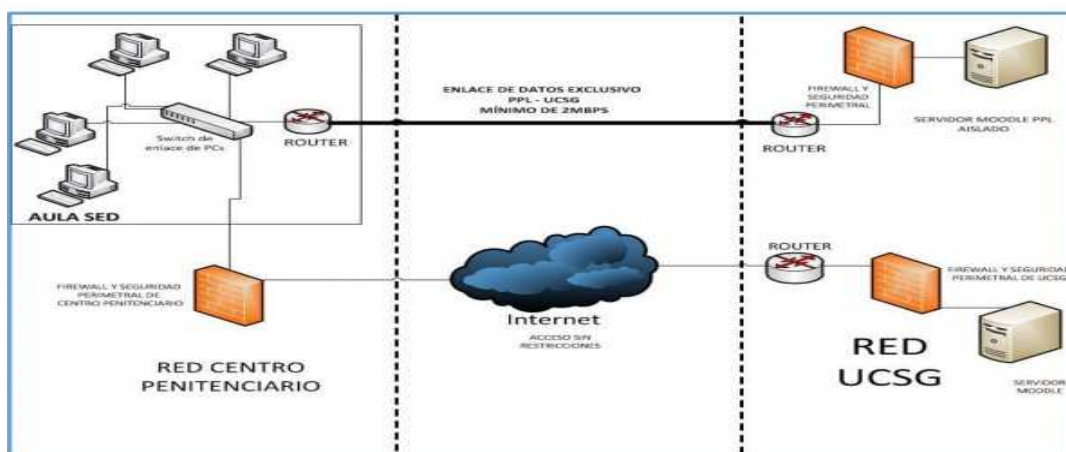 ENLACE DE DATOS EXCLUSIVO
PPL - UCSG
MÍNIMO DE 2MBPS
Switch de
enlace de PCs
ROUTER
AULA SED
ROUTER
FIREWALL Y
SEGURIDAD
PERIMETRAL
SERVIDOR MOODLE PPL
AISLADO
FIREWALL Y SEGURIDAD
PERIMETRAL DE
CENTRO PENITENCIARIO
RED CENTRO
PENITENCIARIO
Internet
ACCESO SIN
RESTRICCIONES
ROUTER
FIREWALL Y SEGURIDAD
PERIMETRAL DE UCSG
RED
UCSG
SERVIDOR
MOODLE